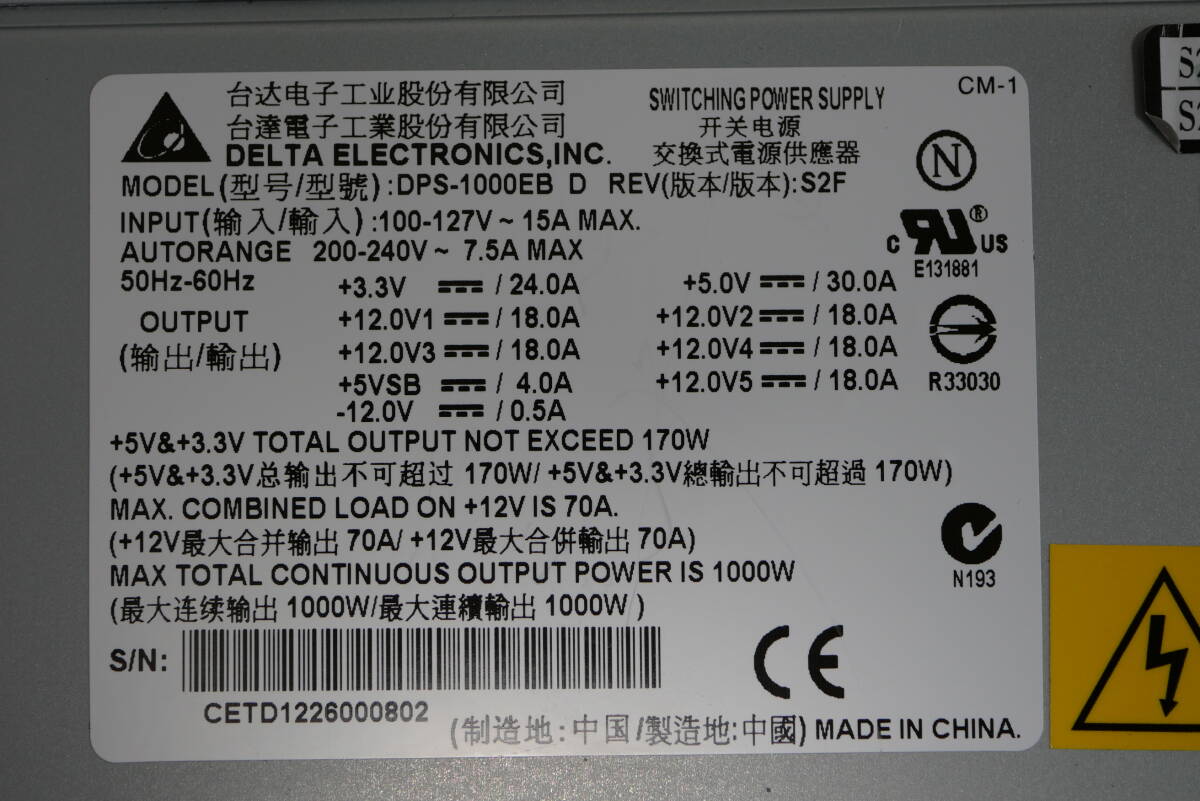 台达电子工业股份有限公司
台達電子工業股份有限公司
DELTA ELECTRONICS,INC.
SWITCHING POWER SUPPLY
开关电源
交換式電源供應器
CM-1
MODEL(型号/型號):DPS-1000EB D REV(版本/版本):S2F
N
INPUT(输入/輸入):100-127V ~ 15A MAX.
AUTORANGE 200-240V ~ 7.5A MAX
50Hz-60Hz
C RU ® US
E131881
OUTPUT
(输出/輸出)
+3.3V ⎓ / 24.0A +5.0V ⎓ / 30.0A
+12.0V1 ⎓ / 18.0A +12.0V2 ⎓ / 18.0A
+12.0V3 ⎓ / 18.0A +12.0V4 ⎓ / 18.0A
+5VSB ⎓ / 4.0A +12.0V5 ⎓ / 18.0A
-12.0V ⎓ / 0.5A
R33030
+5V&+3.3V TOTAL OUTPUT NOT EXCEED 170W
(+5V&+3.3V总输出不可超过 170W/ +5V&+3.3V總輸出不可超過 170W)
MAX. COMBINED LOAD ON +12V IS 70A.
(+12V最大合并输出 70A/ +12V最大合併輸出 70A)
MAX TOTAL CONTINUOUS OUTPUT POWER IS 1000W
(最大连续输出 1000W/最大連續輸出 1000W )
N193
S/N:
CETD1226000802
CE
(制造地:中国/製造地:中國) MADE IN CHINA.